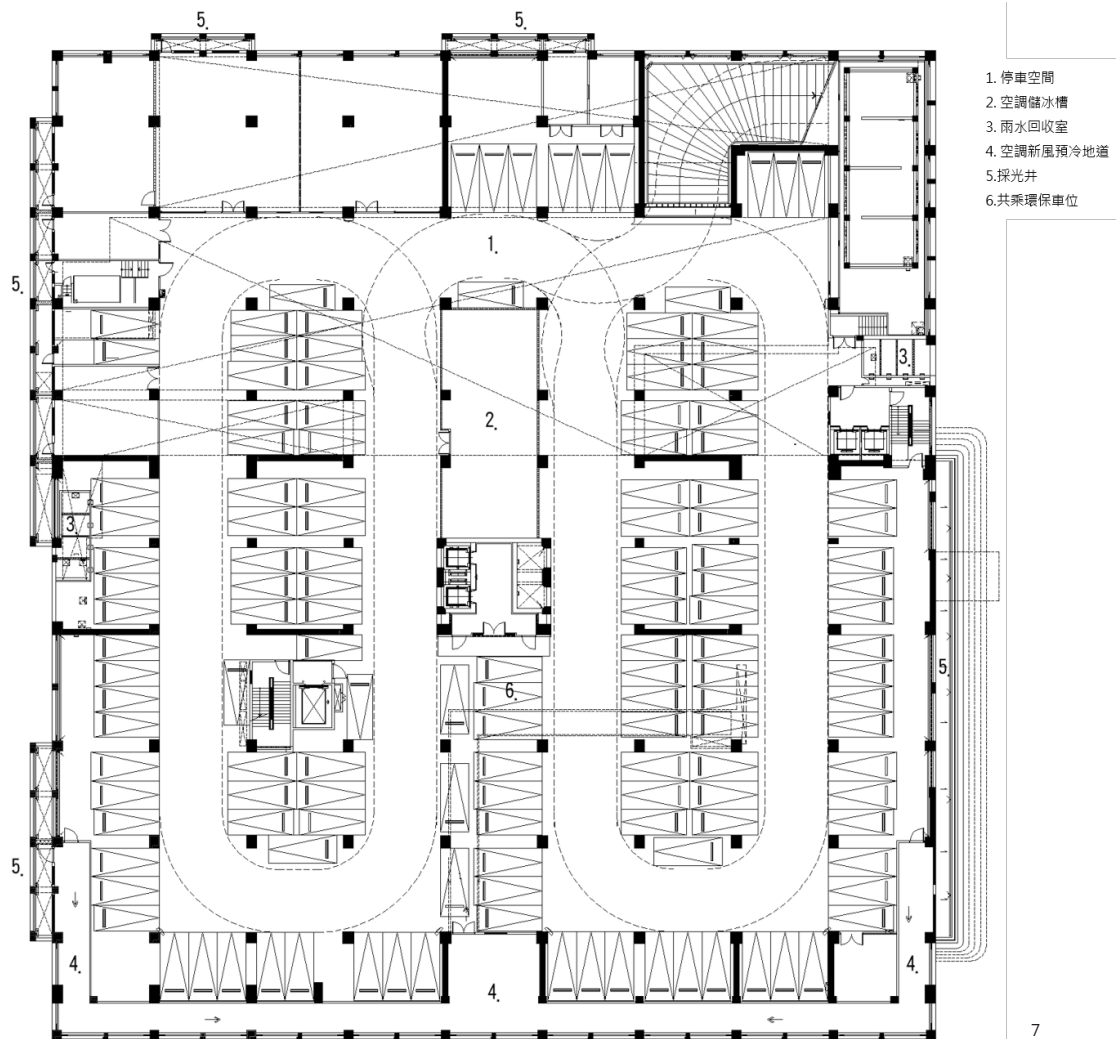 5.
5.
1. 停車空間
2. 空調儲冰槽
3. 雨水回收室
4. 空調新風預冷地道
5.採光井
6.共乘環保車位
1.
5.
3.
2.
3.
5.
6.
5.
4.
4.
4.
7